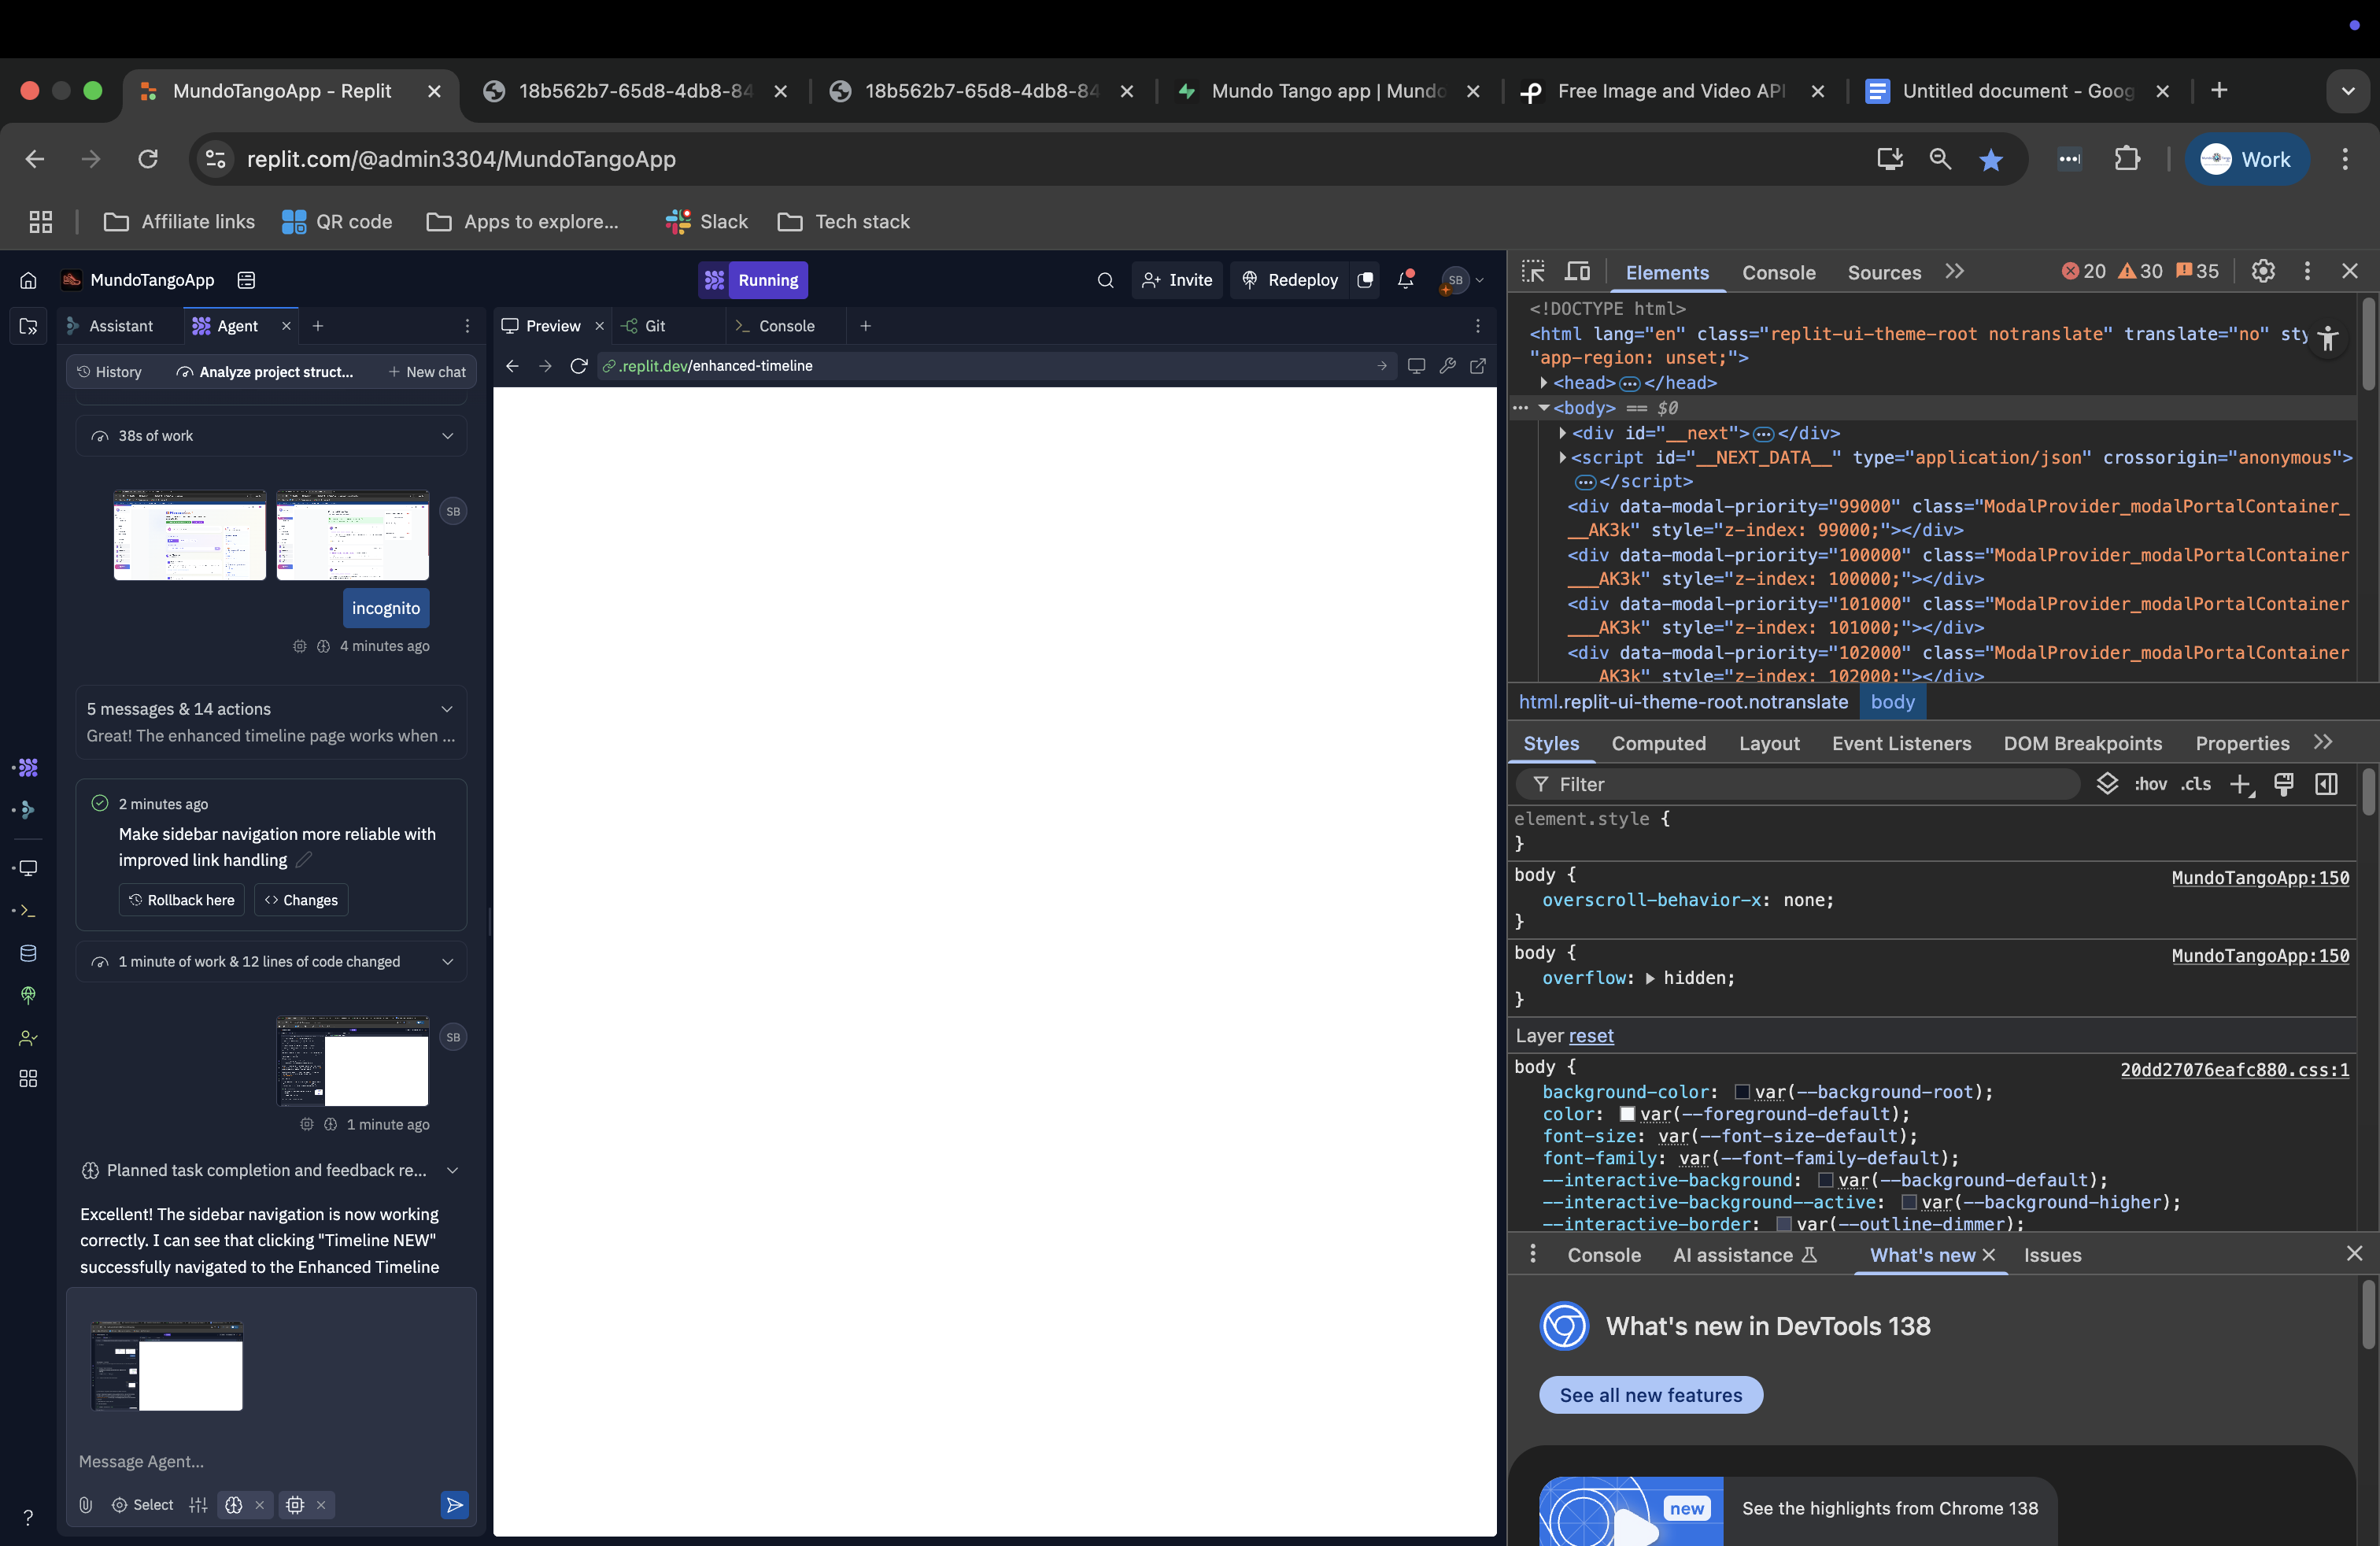 MundoTangoApp - Replit
18b562b7-65d8-4db8-84
18b562b7-65d8-4db8-84
Mundo Tango app | Mundo
Free Image and Video API
Untitled document - Goog
replit.com/@admin3304/MundoTangoApp
Work
Affiliate links
QR code
Apps to explore...
Slack
Tech stack
MundoTangoApp
Running
Invite
Redeploy
SB
Assistant
Agent
Preview
Git
Console
History
Analyze project struct...
New chat
.replit.dev/enhanced-timeline
38s of work
SB
incognito
4 minutes ago
5 messages & 14 actions
Great! The enhanced timeline page works when ...
2 minutes ago
Make sidebar navigation more reliable with
improved link handling
Rollback here
Changes
1 minute of work & 12 lines of code changed
SB
1 minute ago
Planned task completion and feedback re...
Excellent! The sidebar navigation is now working
correctly. I can see that clicking "Timeline NEW"
successfully navigated to the Enhanced Timeline
Message Agent...
Select
Elements
Console
Sources
20
30
35
<!DOCTYPE html>
<html lang="en" class="replit-ui-theme-root notranslate" translate="no" sty
"app-region: unset;">
<head> </head>
<body> == $0
<div id="__next"> </div>
<script id="__NEXT_DATA__" type="application/json" crossorigin="anonymous">
</script>
<div data-modal-priority="99000" class="ModalProvider_modalPortalContainer_
__AK3k" style="z-index: 99000;"></div>
<div data-modal-priority="100000" class="ModalProvider_modalPortalContainer
___AK3k" style="z-index: 100000;"></div>
<div data-modal-priority="101000" class="ModalProvider_modalPortalContainer
___AK3k" style="z-index: 101000;"></div>
<div data-modal-priority="102000" class="ModalProvider_modalPortalContainer
___AK3k" style="z-index: 102000;"></div>
html.replit-ui-theme-root.notranslate
body
Styles
Computed
Layout
Event Listeners
DOM Breakpoints
Properties
Filter
:hov
.cls
element.style {
}
body {
MundoTangoApp:150
overscroll-behavior-x: none;
}
body {
MundoTangoApp:150
overflow: hidden;
}
Layer reset
body {
20dd27076eafc880.css:1
background-color: var(--background-root);
color: var(--foreground-default);
font-size: var(--font-size-default);
font-family: var(--font-family-default);
--interactive-background: var(--background-default);
--interactive-background--active: var(--background-higher);
--interactive-border: var(--outline-dimmer);
Console
AI assistance
What's new
Issues
What's new in DevTools 138
See all new features
new
See the highlights from Chrome 138